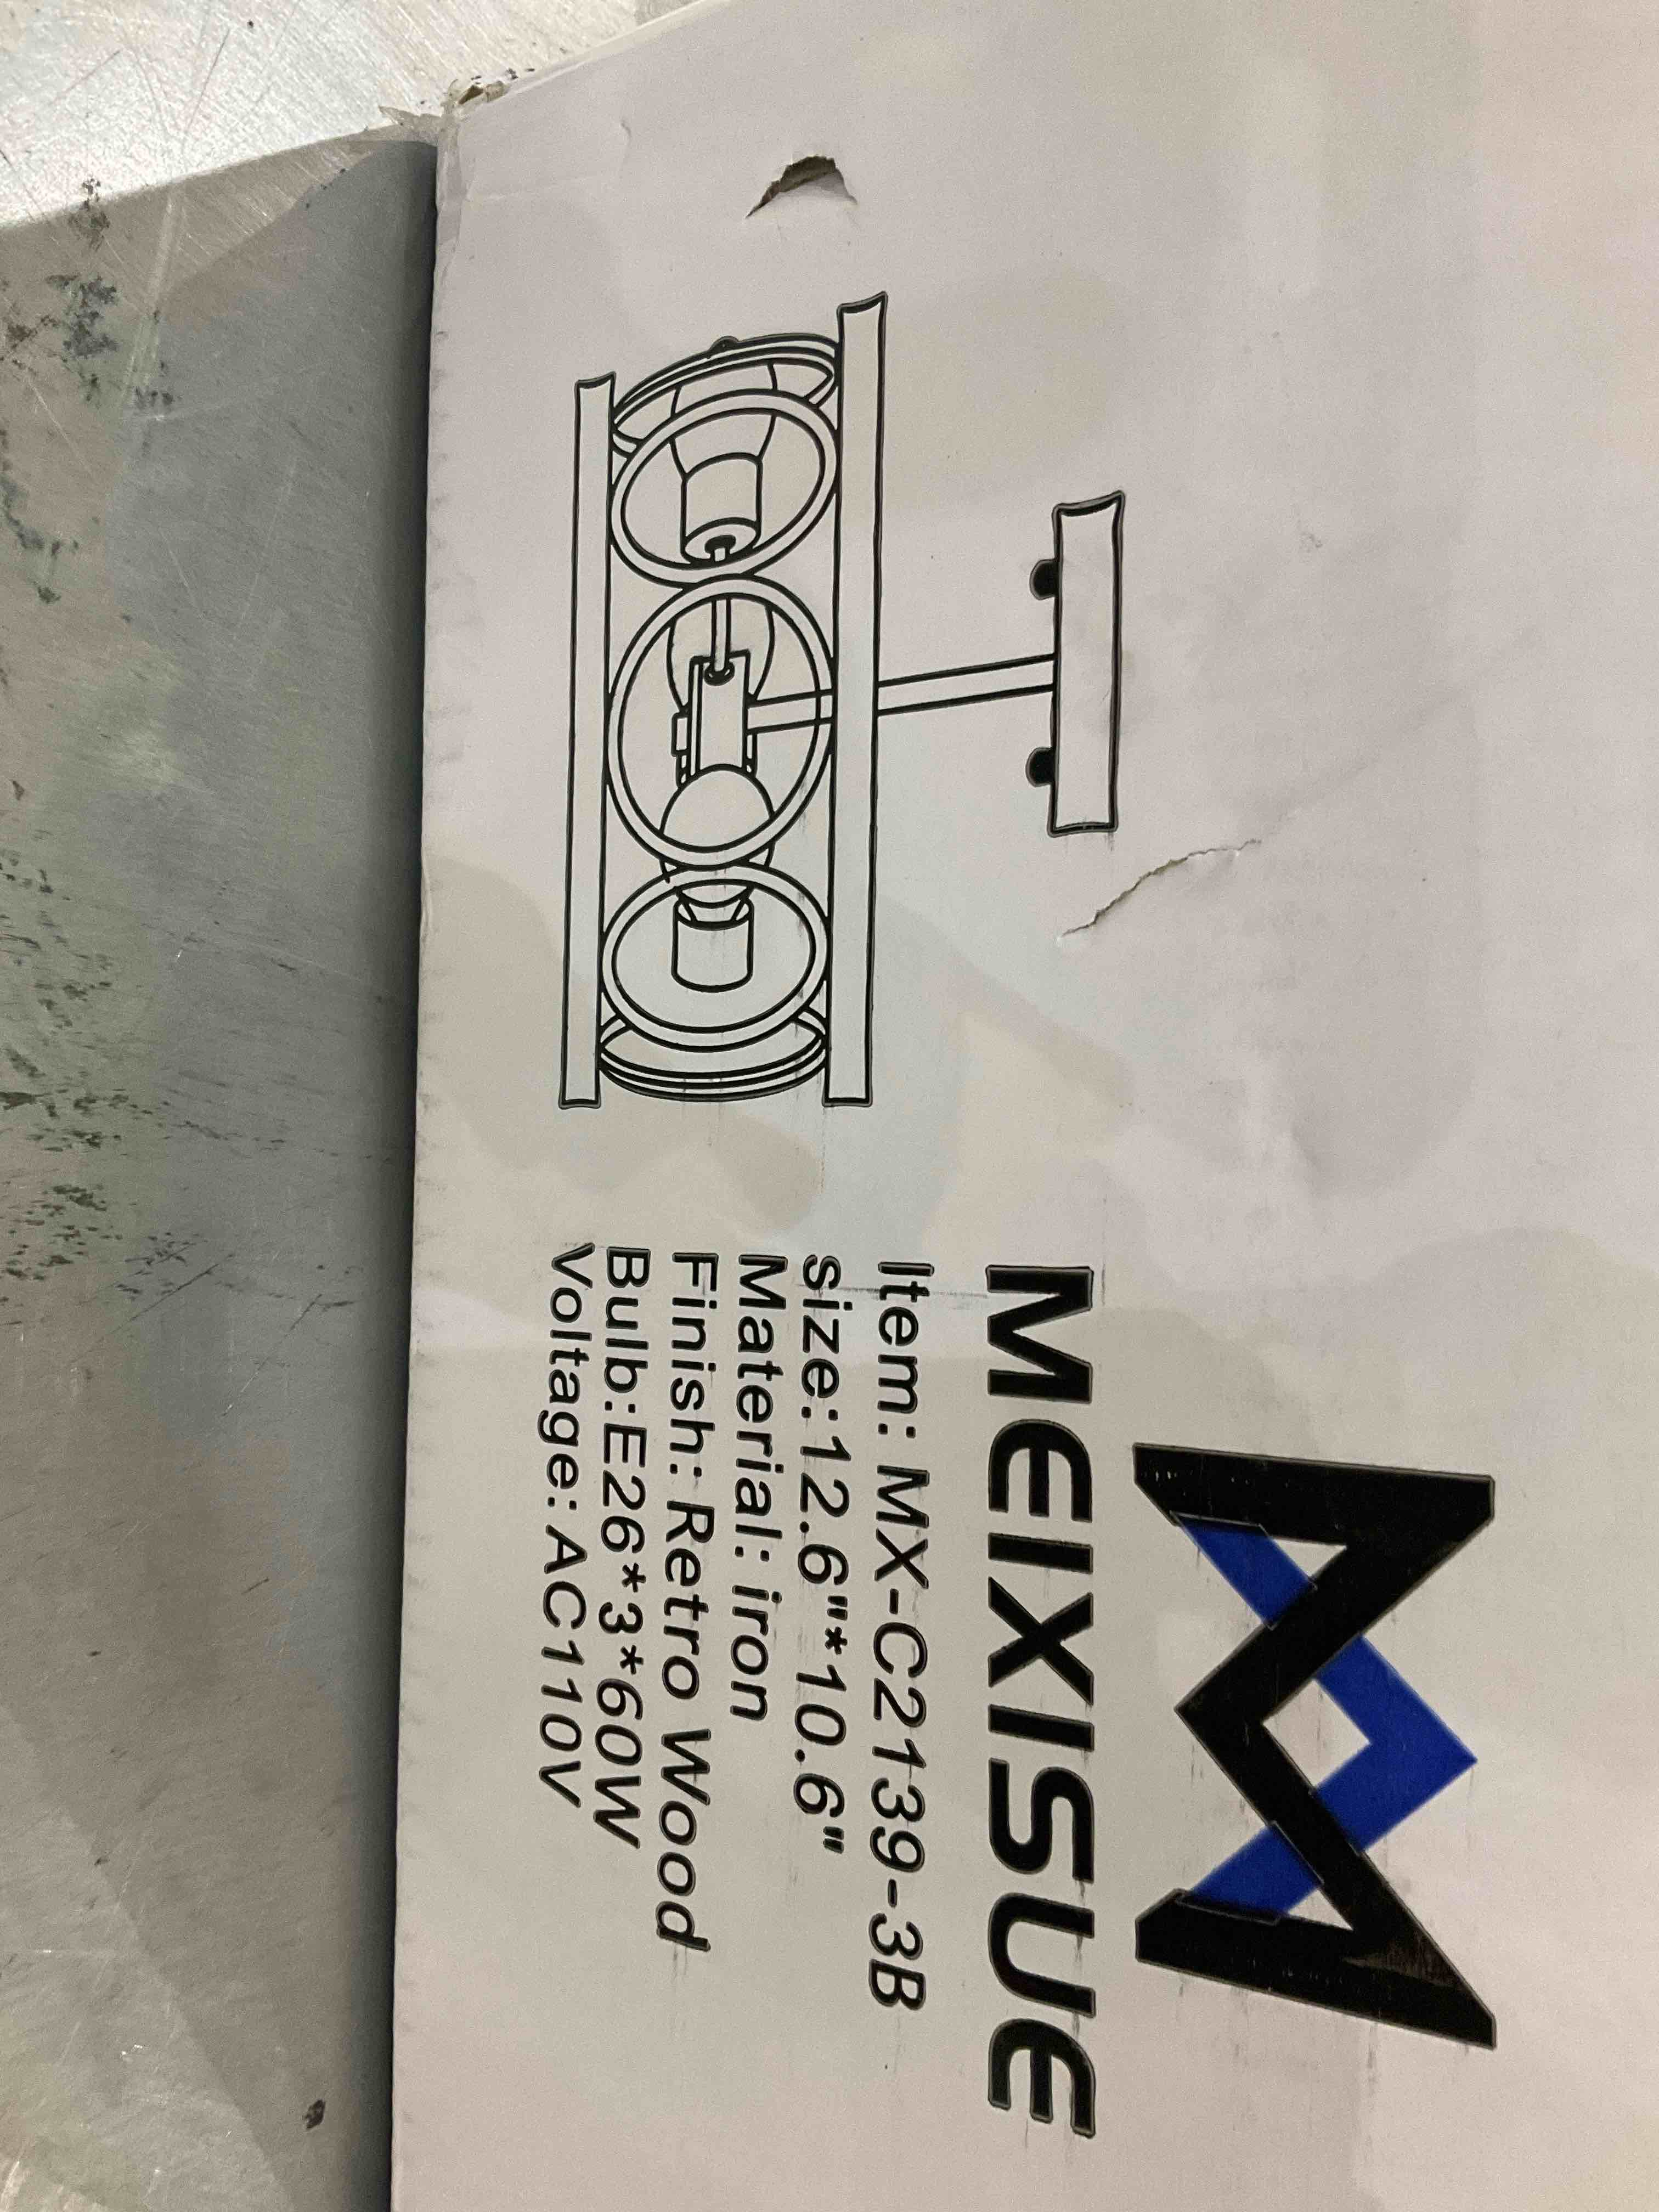 MEIXISUE
Item: MX-C2139-3B
size:12.6"*10.6"
Material: iron
Finish: Retro Wood
Bulb:E26*3*60W
Voltage: AC110V